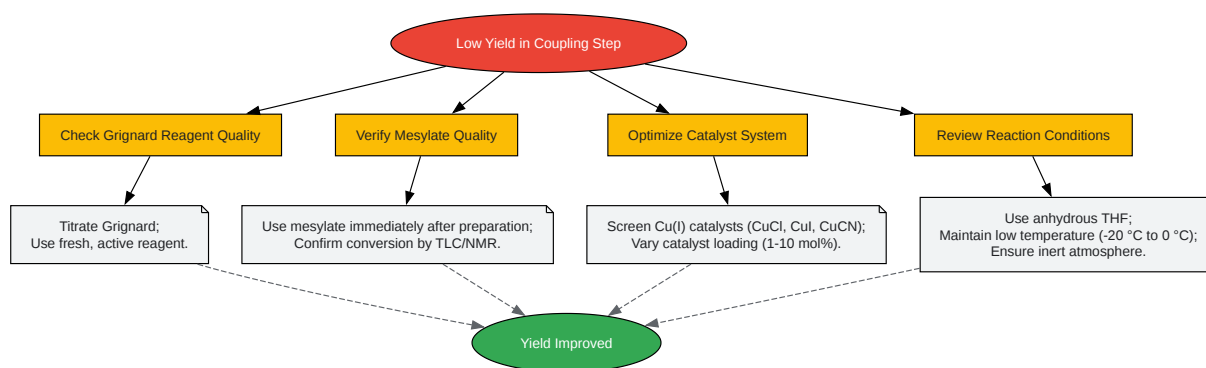 Low Yield in Coupling Step
Check Grignard Reagent Quality
Verify Mesylate Quality
Optimize Catalyst System
Review Reaction Conditions
Titrate Grignard;
Use fresh, active reagent.
Use mesylate immediately after preparation;
Confirm conversion by TLC/NMR.
Screen Cu(I) catalysts (CuCl, CuI, CuCN);
Vary catalyst loading (1-10 mol%).
Use anhydrous THF;
Maintain low temperature (-20 °C to 0 °C);
Ensure inert atmosphere.
Yield Improved